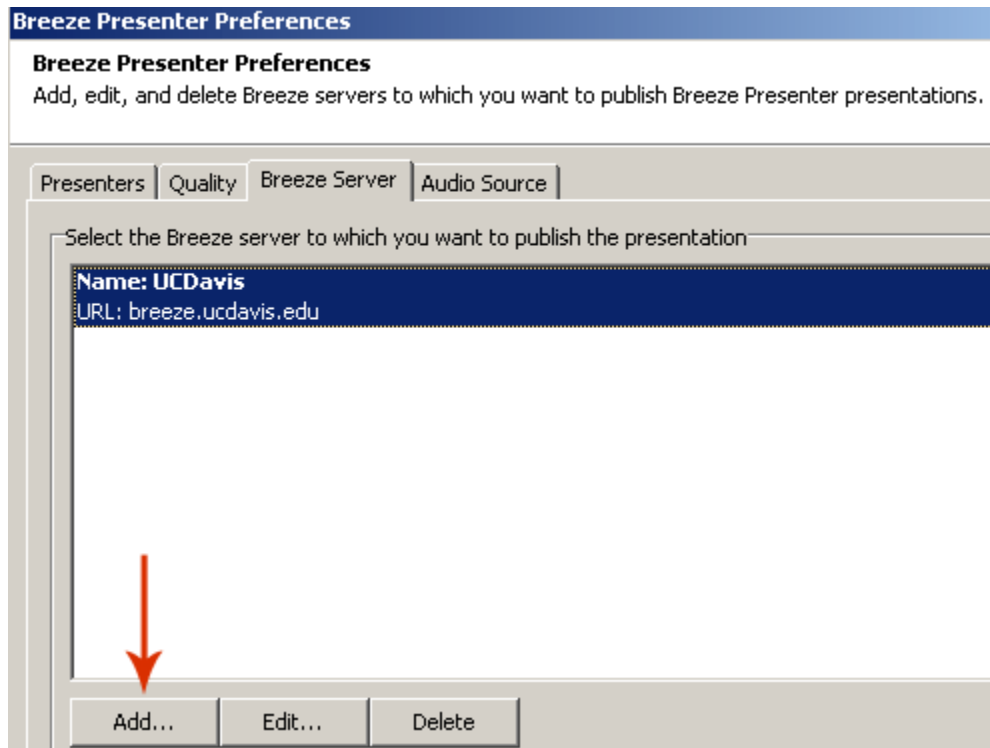 Breeze Presenter Preferences
Breeze Presenter Preferences
Add, edit, and delete Breeze servers to which you want to publish Breeze Presenter presentations.
Presenters Quality Breeze Server Audio Source
Select the Breeze server to which you want to publish the presentation
Name: UCDavis
URL: breeze.ucdavis.edu
Add... Edit... Delete